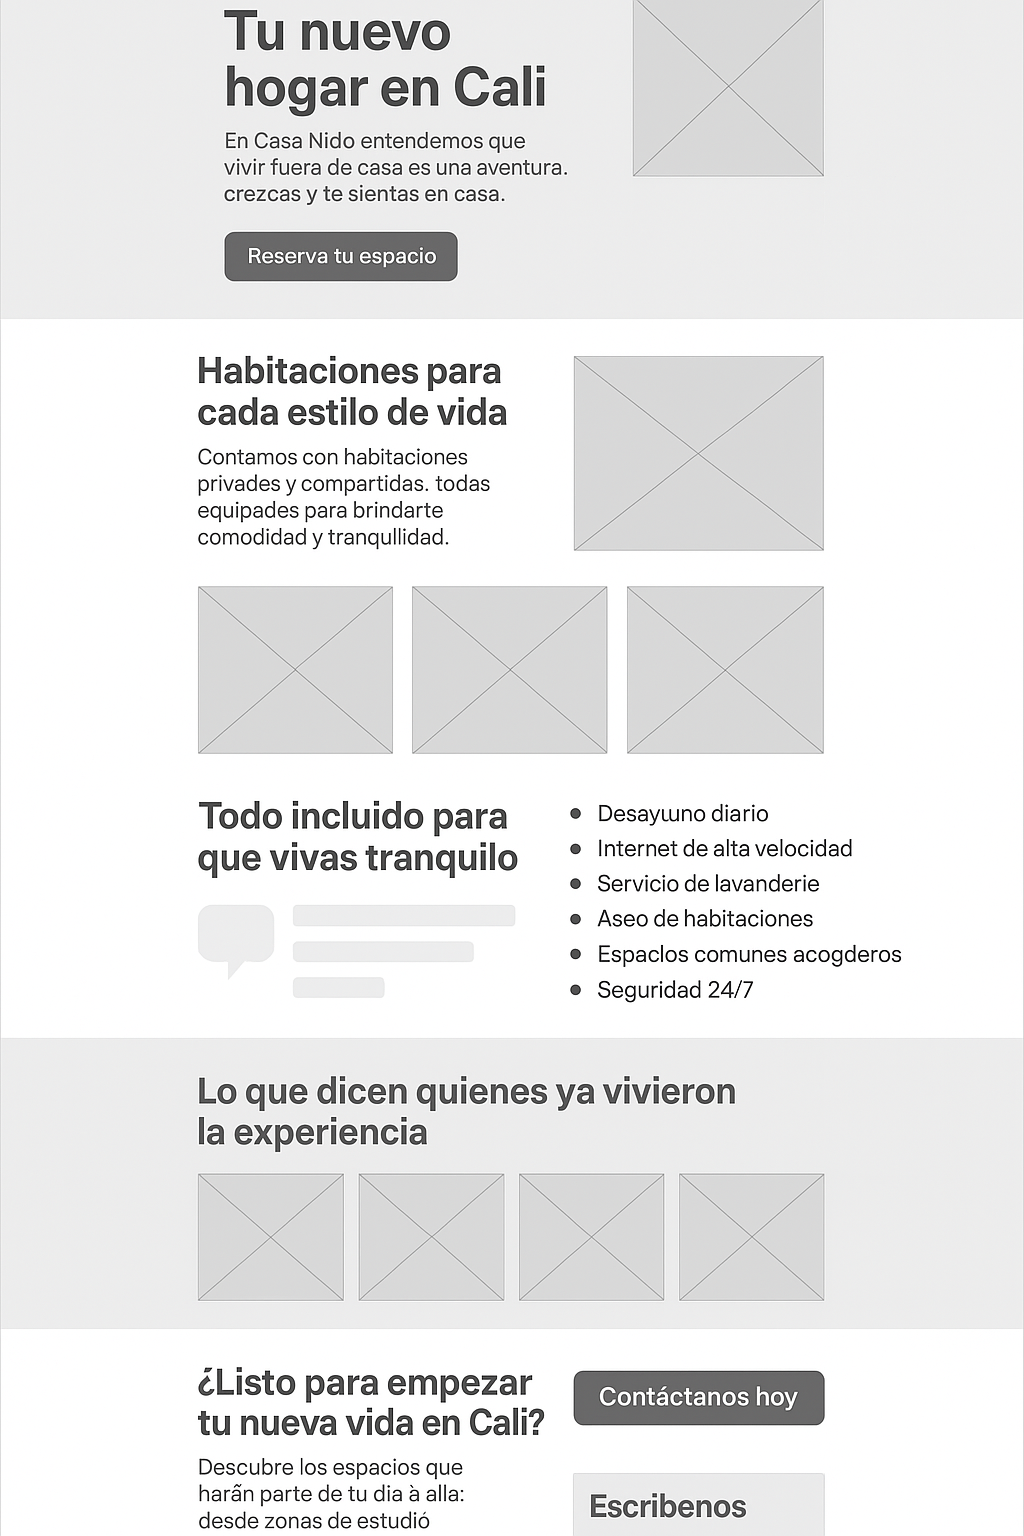 Tu nuevo
hogar en Cali
En Casa Nido entendemos que
vivir fuera de casa es una aventura.
crezcas y te sientas en casa.
Reserva tu espacio
Habitaciones para
cada estilo de vida
Contamos con habitaciones
privades y compartidas. todas
equipades para brindarte
comodidad y tranqullidad.
Todo incluido para
que vivas tranquilo
Desayuuno diario
Internet de alta velocidad
Servicio de lavanderie
Aseo de habitaciones
Espaclos comunes acogderos
Seguridad 24/7
Lo que dicen quienes ya vivieron
la experiencia
¿Listo para empezar
tu nueva vida en Cali?
Contáctanos hoy
Descubre los espacios que
harãn parte de tu dia à alla:
desde zonas de estudió
Escribenos